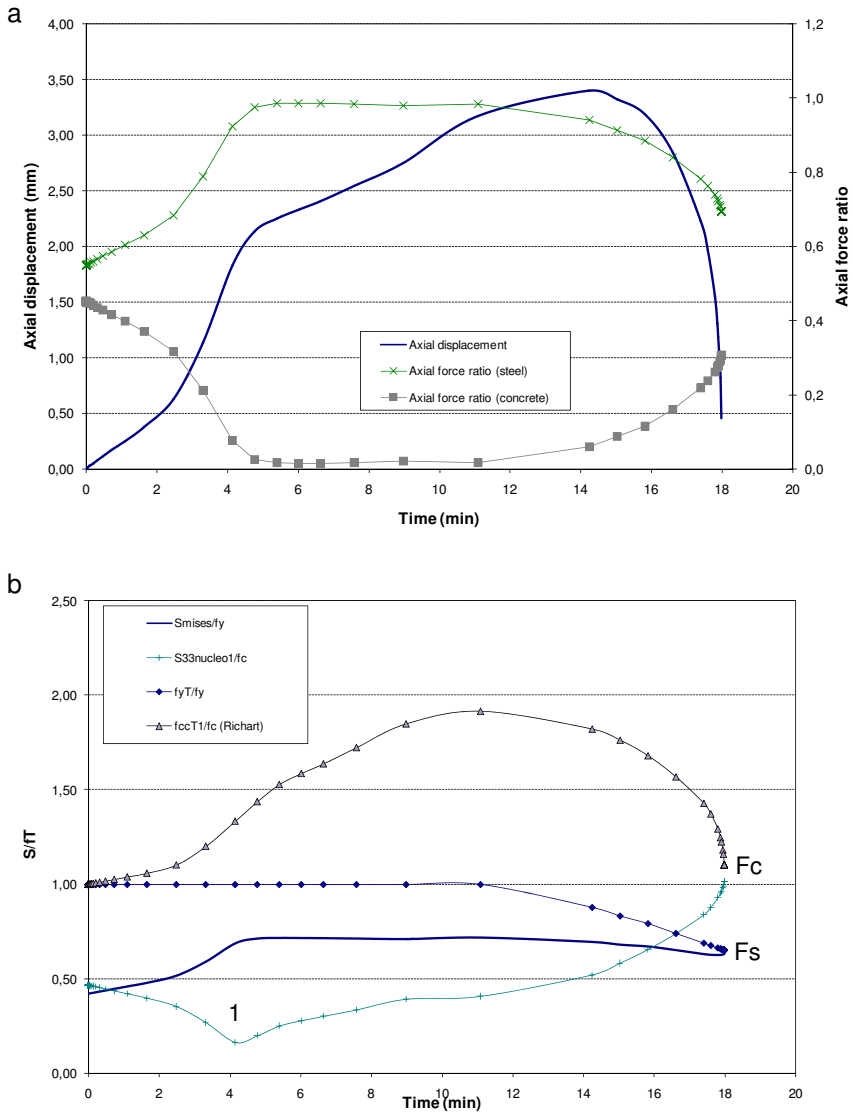 a
4,00
3,50
3,00
2,50
2,00
1,50
1,00
0,50
0,00
Axial displacement (mm)
1,2
1,0
0,8
0,6
0,4
0,2
0,0
Axial force ratio
Axial displacement
Axial force ratio (steel)
Axial force ratio (concrete)
0 2 4 6 8 10 12 14 16 18 20
Time (min)
b
2,50
2,00
1,50
1,00
0,50
0,00
S/fT
Smises/fy
S33nucleo1/fc
fyT/fy
fccT1/fc (Richart)
Fc
Fs
1
0 2 4 6 8 10 12 14 16 18 20
Time (min)